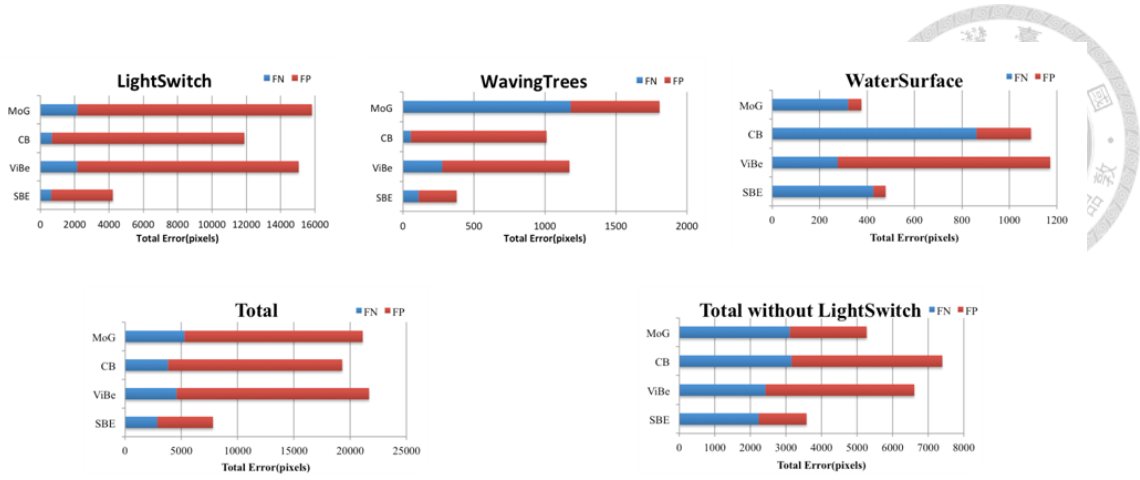 LightSwitch
FN FP
MoG
CB
ViBe
SBE
0 2000 4000 6000 8000 10000 12000 14000 16000
Total Error(pixels)
WavingTrees
FN FP
MoG
CB
ViBe
SBE
0 500 1000 1500 2000
Total Error(pixels)
WaterSurface
FN FP
MoG
CB
ViBe
SBE
0 200 400 600 800 1000 1200
Total Error(pixels)
Total
FN FP
MoG
CB
ViBe
SBE
0 5000 10000 15000 20000 25000
Total Error(pixels)
Total without LightSwitch
FN FP
MoG
CB
ViBe
SBE
0 1000 2000 3000 4000 5000 6000 7000 8000
Total Error(pixels)